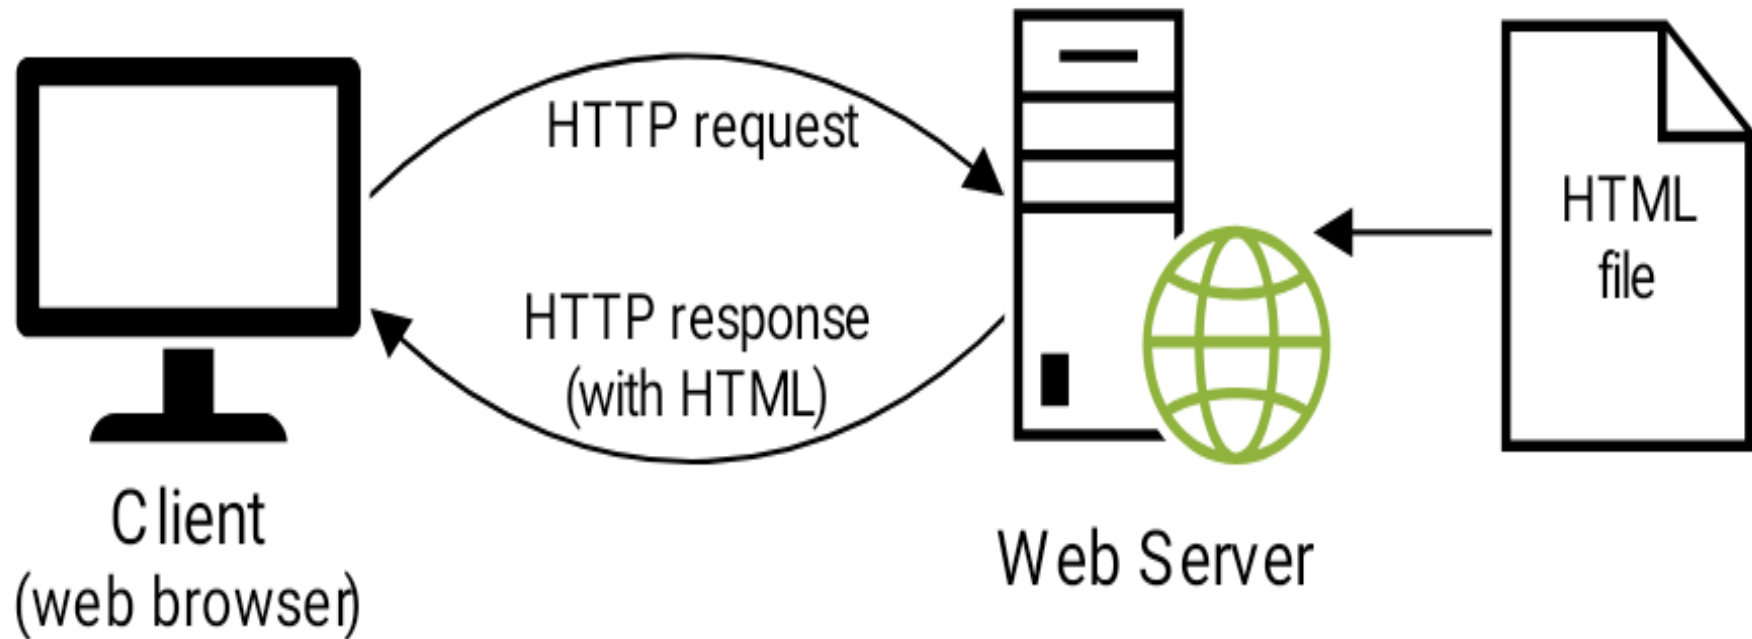 HTTP request
HTTP response
(with HTML)
HTML
file
Client
(web browser)
Web Server